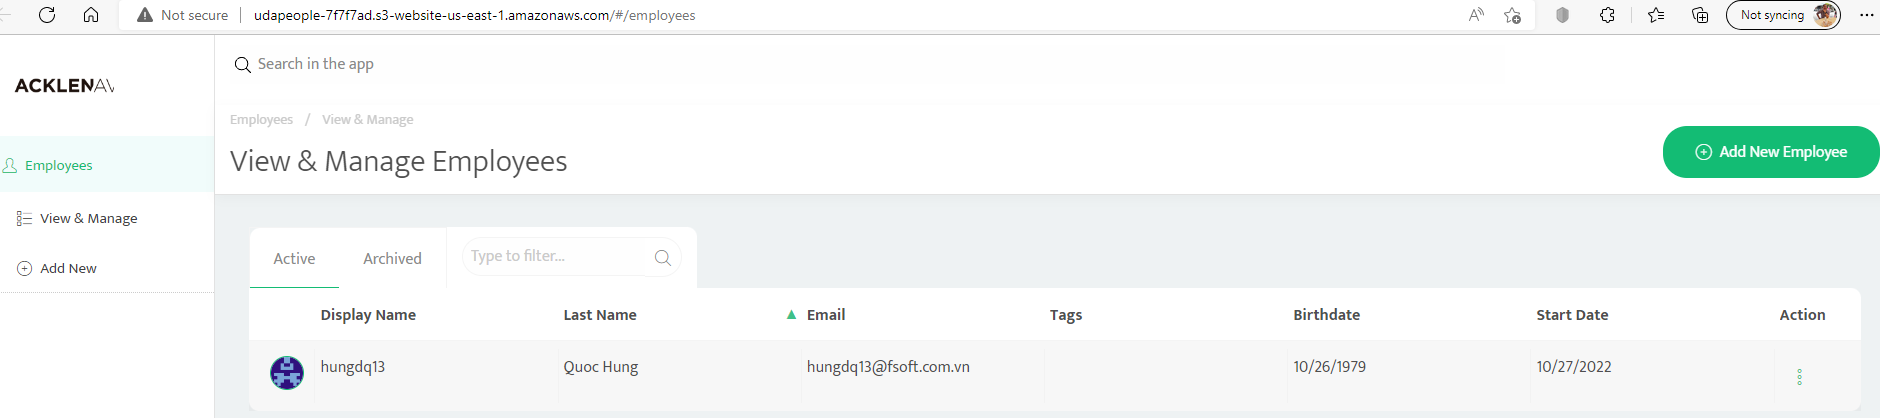 Not secure udapeople-7f7f7ad.s3-website-us-east-1.amazonaws.com/#/employees Not syncing
Search in the app
ACKLENAV
Employees / View & Manage
View & Manage Employees
Add New Employee
Employees
View & Manage
Add New
Active Archived Type to filter...
Display Name Last Name Email Tags Birthdate Start Date Action
hungdq13 Quoc Hung hungdq13@fsoft.com.vn 10/26/1979 10/27/2022